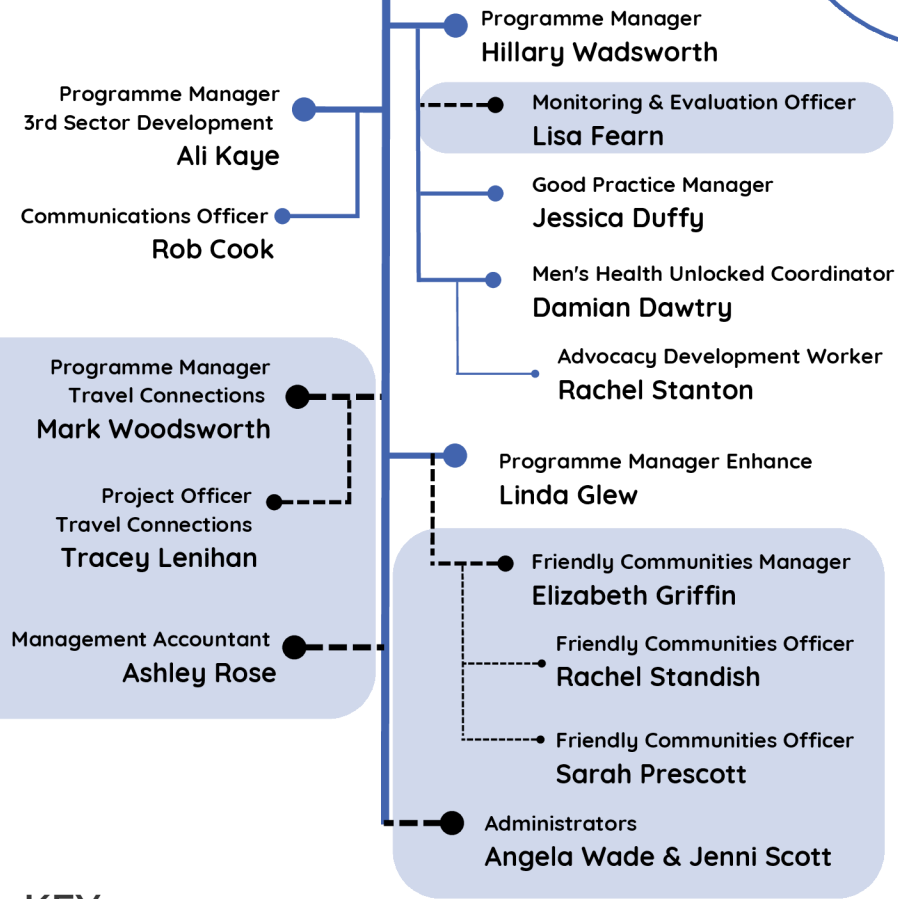 Programme Manager
Hillary Wadsworth
Programme Manager
3rd Sector Development
Ali Kaye
Monitoring & Evaluation Officer
Lisa Fearn
Good Practice Manager
Jessica Duffy
Communications Officer
Rob Cook
Men's Health Unlocked Coordinator
Damian Dawtry
Advocacy Development Worker
Rachel Stanton
Programme Manager
Travel Connections
Mark Woodsworth
Programme Manager Enhance
Linda Glew
Project Officer
Travel Connections
Tracey Lenihan
Friendly Communities Manager
Elizabeth Griffin
Management Accountant
Ashley Rose
Friendly Communities Officer
Rachel Standish
Friendly Communities Officer
Sarah Prescott
Administrators
Angela Wade & Jenni Scott
KEY